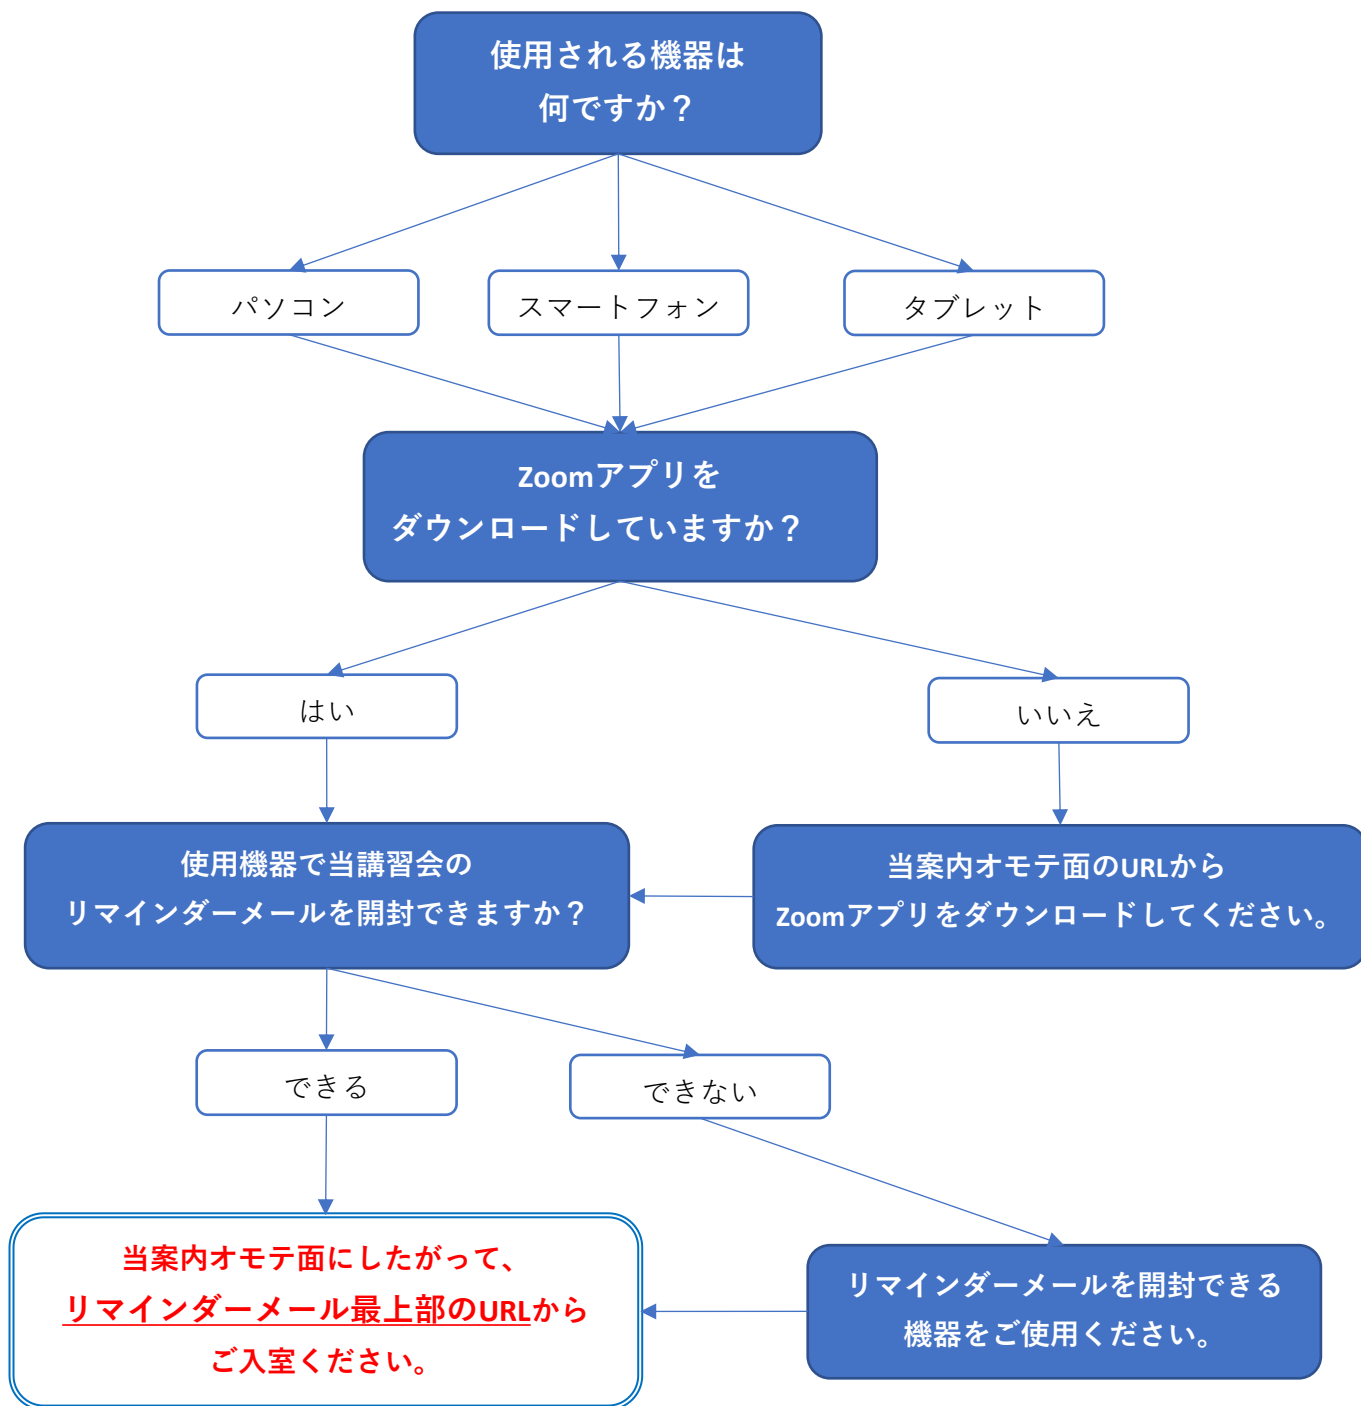 使用される機器は
何ですか？
パソコン
スマートフォン
タブレット
Zoomアプリを
ダウンロードしていますか？
はい
いいえ
使用機器で当講習会の
リマインダーメールを開封できますか？
当案内オモテ面のURLから
Zoomアプリをダウンロードしてください。
できる
できない
当案内オモテ面にしたがって、
リマインダーメール最上部のURLから
ご入室ください。
リマインダーメールを開封できる
機器をご使用ください。